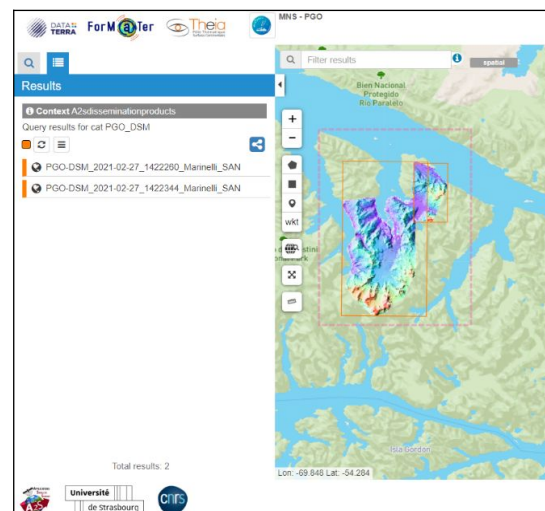 DATA
TERRA
ForM@Ter
Theia
MNS - PGO
Results
Context A2sdisseminationproducts
Query results for cat PGO_DSM
PGO-DSM_2021-02-27_1422260_Marinelli_SAN
PGO-DSM_2021-02-27_1422344_Marinelli_SAN
Total results: 2
Filter results
spatial
Bien Nacional
Protegido
Río Paralelo
+
−
wkt
Isla Gordon
Lon: -69.848 Lat: -54.284
A2S
Université
de Strasbourg
cnrs